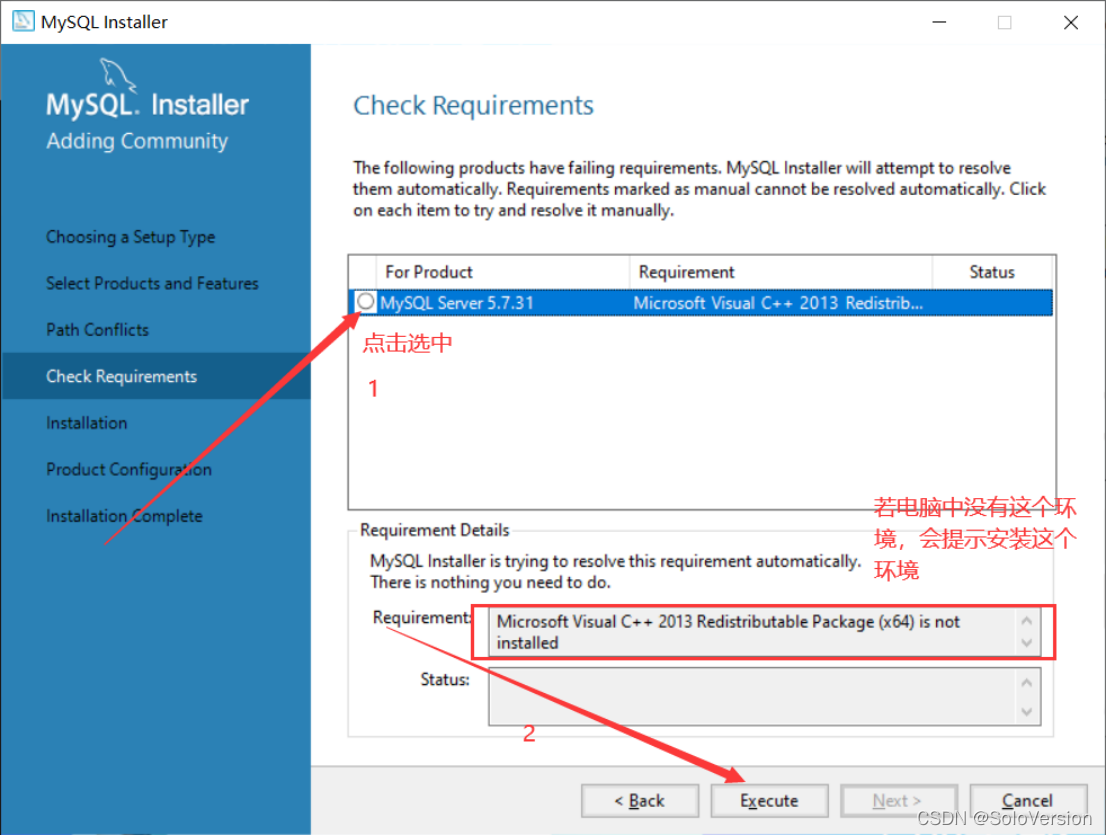 MySQL Installer
MySQL. Installer
Adding Community
Choosing a Setup Type
Select Products and Features
Path Conflicts
Check Requirements
Installation
Product Configuration
Installation Complete
Check Requirements
The following products have failing requirements. MySQL Installer will attempt to resolve
them automatically. Requirements marked as manual cannot be resolved automatically. Click
on each item to try and resolve it manually.
For Product Requirement Status
MySQL Server 5.7.31 Microsoft Visual C++ 2013 Redistrib...
点击选中
1
若电脑中没有这个环
境，会提示安装这个
环境
Requirement Details
MySQL Installer is trying to resolve this requirement automatically.
There is nothing you need to do.
Requirement: Microsoft Visual C++ 2013 Redistributable Package (x64) is not
installed
Status:
2
< Back Execute Next > Cancel
CSDN @SoloVersion